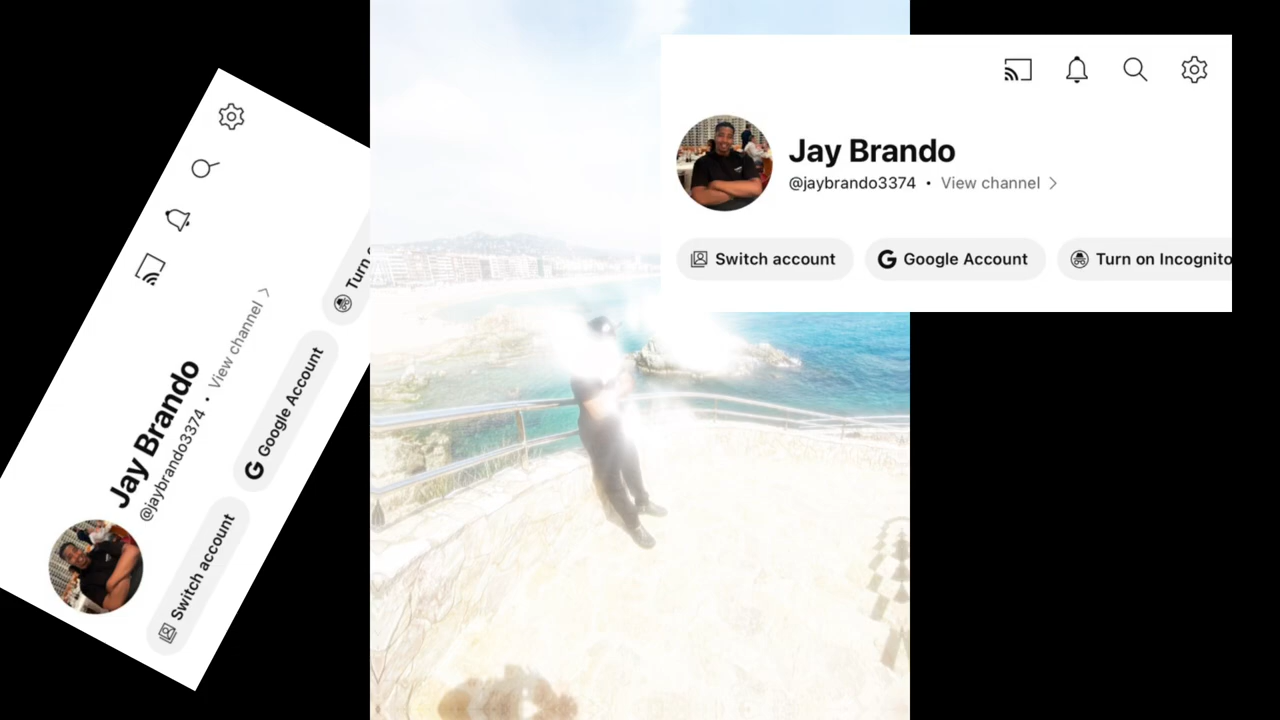 Jay Brando
@jaybrando3374 • View channel
Switch account
Google Account
Turn on Incognito
Jay Brando
@jaybrando3374 • View channel
Switch account
Google Account
Turn